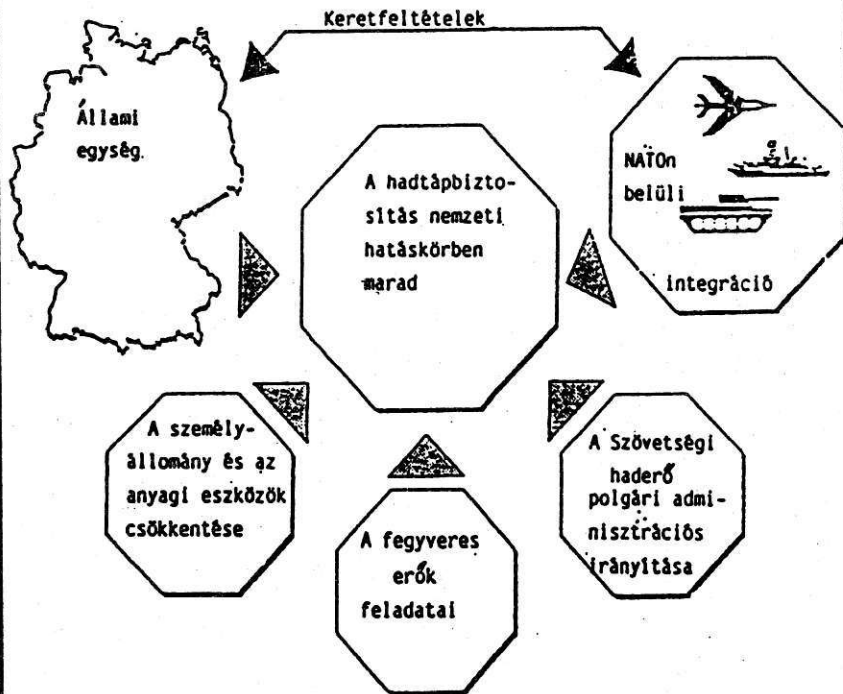 Keretfeltételek
Állami
egység.
NATOn
belüli
integráció
A hadtápbizto-
sítás nemzeti
hatáskörben
marad
A személy-
állomány és az
anyagi eszközök
csökkentése
A fegyveres
erők
feladatai
A Szövetségi
haderő
polgári admi-
nisztrációs
irányítása